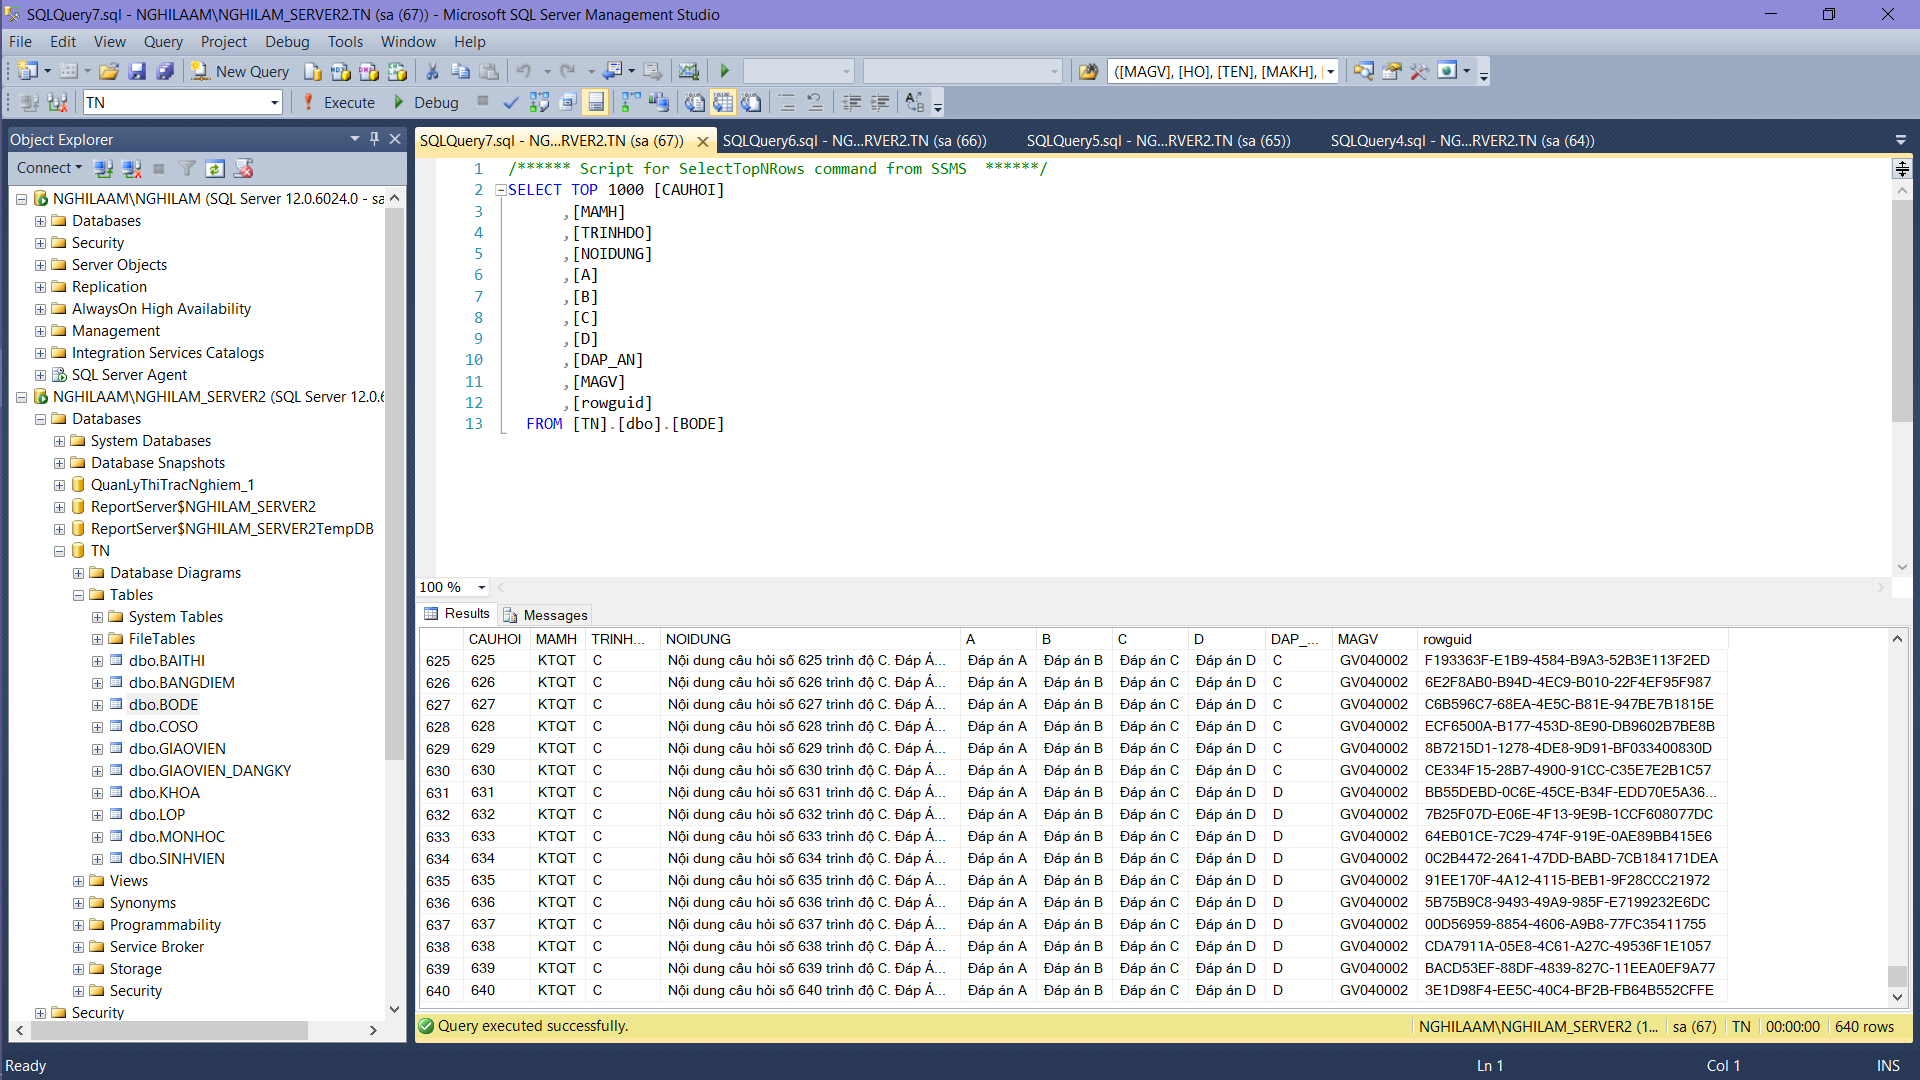 SQLQuery7.sql - NGHILAAM\NGHILAM_SERVER2.TN (sa (67)) - Microsoft SQL Server Management Studio
File Edit View Query Project Debug Tools Window Help
New Query ([MAGV], [HO], [TEN], [MAKH], [
TN Execute Debug
Object Explorer
Connect
NGHILAAM\NGHILAM (SQL Server 12.0.6024.0 - sa
Databases
Security
Server Objects
Replication
AlwaysOn High Availability
Management
Integration Services Catalogs
SQL Server Agent
NGHILAAM\NGHILAM_SERVER2 (SQL Server 12.0.6
Databases
System Databases
Database Snapshots
QuanLyThiTracNghiem_1
ReportServer$NGHILAM_SERVER2
ReportServer$NGHILAM_SERVER2TempDB
TN
Database Diagrams
Tables
System Tables
FileTables
dbo.BAITHI
dbo.BANGDIEM
dbo.BODE
dbo.COSO
dbo.GIAOVIEN
dbo.GIAOVIEN_DANGKY
dbo.KHOA
dbo.LOP
dbo.MONHOC
dbo.SINHVIEN
Views
Synonyms
Programmability
Service Broker
Storage
Security
Security
SQLQuery7.sql - NG...RVER2.TN (sa (67)) SQLQuery6.sql - NG...RVER2.TN (sa (66)) SQLQuery5.sql - NG...RVER2.TN (sa (65)) SQLQuery4.sql - NG...RVER2.TN (sa (64))
1 /****** Script for SelectTopNRows command from SSMS ******/
2 SELECT TOP 1000 [CAUHOI]
3 ,[MAMH]
4 ,[TRINHDO]
5 ,[NOIDUNG]
6 ,[A]
7 ,[B]
8 ,[C]
9 ,[D]
10 ,[DAP_AN]
11 ,[MAGV]
12 ,[rowguid]
13 FROM [TN].[dbo].[BODE]
100 %
Results Messages
CAUHOI MAMH TRINH... NOIDUNG A B C D DAP_... MAGV rowguid
625 625 KTQT C Nội dung câu hỏi số 625 trình độ C. Đáp Á... Đáp án A Đáp án B Đáp án C Đáp án D C GV040002 F193363F-E1B9-4584-B9A3-52B3E113F2ED
626 626 KTQT C Nội dung câu hỏi số 626 trình độ C. Đáp Á... Đáp án A Đáp án B Đáp án C Đáp án D C GV040002 6E2F8AB0-B94D-4EC9-B010-22F4EF95F987
627 627 KTQT C Nội dung câu hỏi số 627 trình độ C. Đáp Á... Đáp án A Đáp án B Đáp án C Đáp án D C GV040002 C6B596C7-68EA-4E5C-B81E-947BE7B1815E
628 628 KTQT C Nội dung câu hỏi số 628 trình độ C. Đáp Á... Đáp án A Đáp án B Đáp án C Đáp án D C GV040002 ECF6500A-B177-453D-8E90-DB9602B7BE8B
629 629 KTQT C Nội dung câu hỏi số 629 trình độ C. Đáp Á... Đáp án A Đáp án B Đáp án C Đáp án D C GV040002 8B7215D1-1278-4DE8-9D91-BF033400830D
630 630 KTQT C Nội dung câu hỏi số 630 trình độ C. Đáp Á... Đáp án A Đáp án B Đáp án C Đáp án D C GV040002 CE334F15-28B7-4900-91CC-C35E7E2B1C57
631 631 KTQT C Nội dung câu hỏi số 631 trình độ C. Đáp Á... Đáp án A Đáp án B Đáp án C Đáp án D D GV040002 BB55DEBD-0C6E-45CE-B34F-EDD70E5A36...
632 632 KTQT C Nội dung câu hỏi số 632 trình độ C. Đáp Á... Đáp án A Đáp án B Đáp án C Đáp án D D GV040002 7B25F07D-E06E-4F13-9E9B-1CCF608077DC
633 633 KTQT C Nội dung câu hỏi số 633 trình độ C. Đáp Á... Đáp án A Đáp án B Đáp án C Đáp án D D GV040002 64EB01CE-7C29-474F-919E-0AE89BB415E6
634 634 KTQT C Nội dung câu hỏi số 634 trình độ C. Đáp Á... Đáp án A Đáp án B Đáp án C Đáp án D D GV040002 0C2B4472-2641-47DD-BABD-7CB184171DEA
635 635 KTQT C Nội dung câu hỏi số 635 trình độ C. Đáp Á... Đáp án A Đáp án B Đáp án C Đáp án D D GV040002 91EE170F-4A12-4115-BEB1-9F28CCC21972
636 636 KTQT C Nội dung câu hỏi số 636 trình độ C. Đáp Á... Đáp án A Đáp án B Đáp án C Đáp án D D GV040002 5B75B9C8-9493-49A9-985F-E7199232E6DC
637 637 KTQT C Nội dung câu hỏi số 637 trình độ C. Đáp Á... Đáp án A Đáp án B Đáp án C Đáp án D D GV040002 00D56959-8854-4606-A9B8-77FC35411755
638 638 KTQT C Nội dung câu hỏi số 638 trình độ C. Đáp Á... Đáp án A Đáp án B Đáp án C Đáp án D D GV040002 CDA7911A-05E8-4C61-A27C-49536F1E1057
639 639 KTQT C Nội dung câu hỏi số 639 trình độ C. Đáp Á... Đáp án A Đáp án B Đáp án C Đáp án D D GV040002 BACD53EF-88DF-4839-827C-11EEA0EF9A77
640 640 KTQT C Nội dung câu hỏi số 640 trình độ C. Đáp Á... Đáp án A Đáp án B Đáp án C Đáp án D D GV040002 3E1D98F4-EE5C-40C4-BF2B-FB64B552CFFE
Query executed successfully. NGHILAAM\NGHILAM_SERVER2 (1... sa (67) TN 00:00:00 640 rows
Ready Ln 1 Col 1 INS